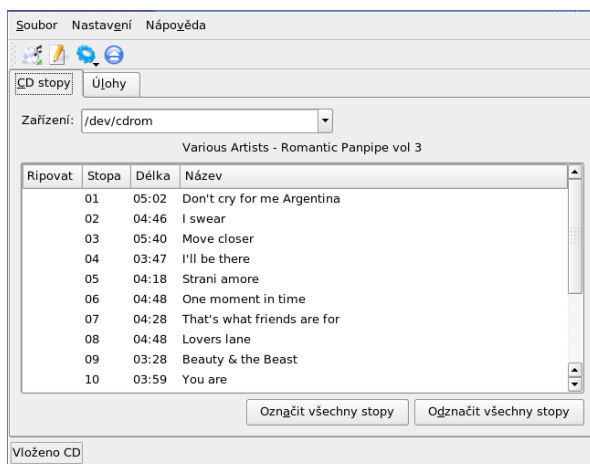 Soubor Nastavení Nápověda
CD stopy Úlohy
Zařízení: /dev/cdrom
Various Artists - Romantic Panpipe vol 3
Ripovat Stopa Délka Název
01 05:02 Don't cry for me Argentina
02 04:46 I swear
03 05:40 Move closer
04 03:47 I'll be there
05 04:18 Strani amore
06 04:48 One moment in time
07 04:28 That's what friends are for
08 04:48 Lovers lane
09 03:28 Beauty & the Beast
10 03:59 You are
Označit všechny stopy Odznačit všechny stopy
Vloženo CD